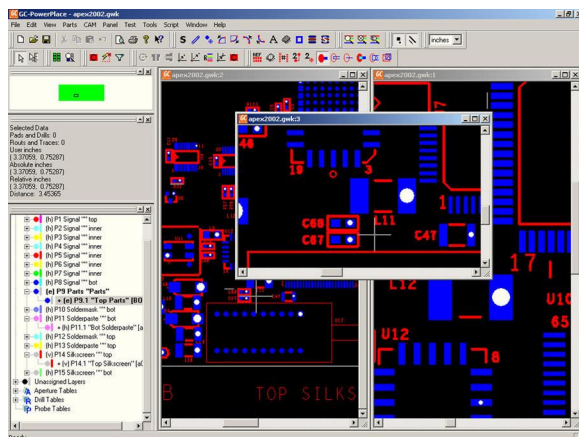 GC-PowerPlace - apex2002.gwk
File Edit View Parts CAM Panel Test Tools Script Window Help
inches
Selected Data
Pads and Drills: 0
Routs and Traces: 0
User inches
( 3.37059, 0.75287)
Absolute inches
( 3.37059, 0.75287)
Relative inches
( 3.37059, 0.75287)
Distance: 3.45365
(h) P1 Signal "" top
(h) P2 Signal "" inner
(h) P3 Signal "" inner
(h) P4 Signal "" inner
(h) P5 Signal "" inner
(h) P6 Signal "" inner
(h) P7 Signal "" inner
(h) P8 Signal "" bot
(e) P9 Parts "Parts"
+ (e) P9.1 "Top Parts" [BO
(h) P10 Soldermask "" bot
(h) P11 Solderpaste "" bot
+ (h) P11.1 "Bot Solderpaste" [a
(h) P12 Soldermask "" top
(h) P13 Solderpaste "" top
(v) P14 Silkscreen "" top
+ (v) P14.1 "Top Silkscreen" [a0
(h) P15 Silkscreen "" bot
Unassigned Layers
Aperture Tables
Drill Tables
Probe Tables
Ready
apex2002.gwk:2
B TOP SILKS
apex2002.gwk:3
19
3
L11
C68
C67
C47
1
apex2002.gwk:1
17
L12
U10
65
U12
8